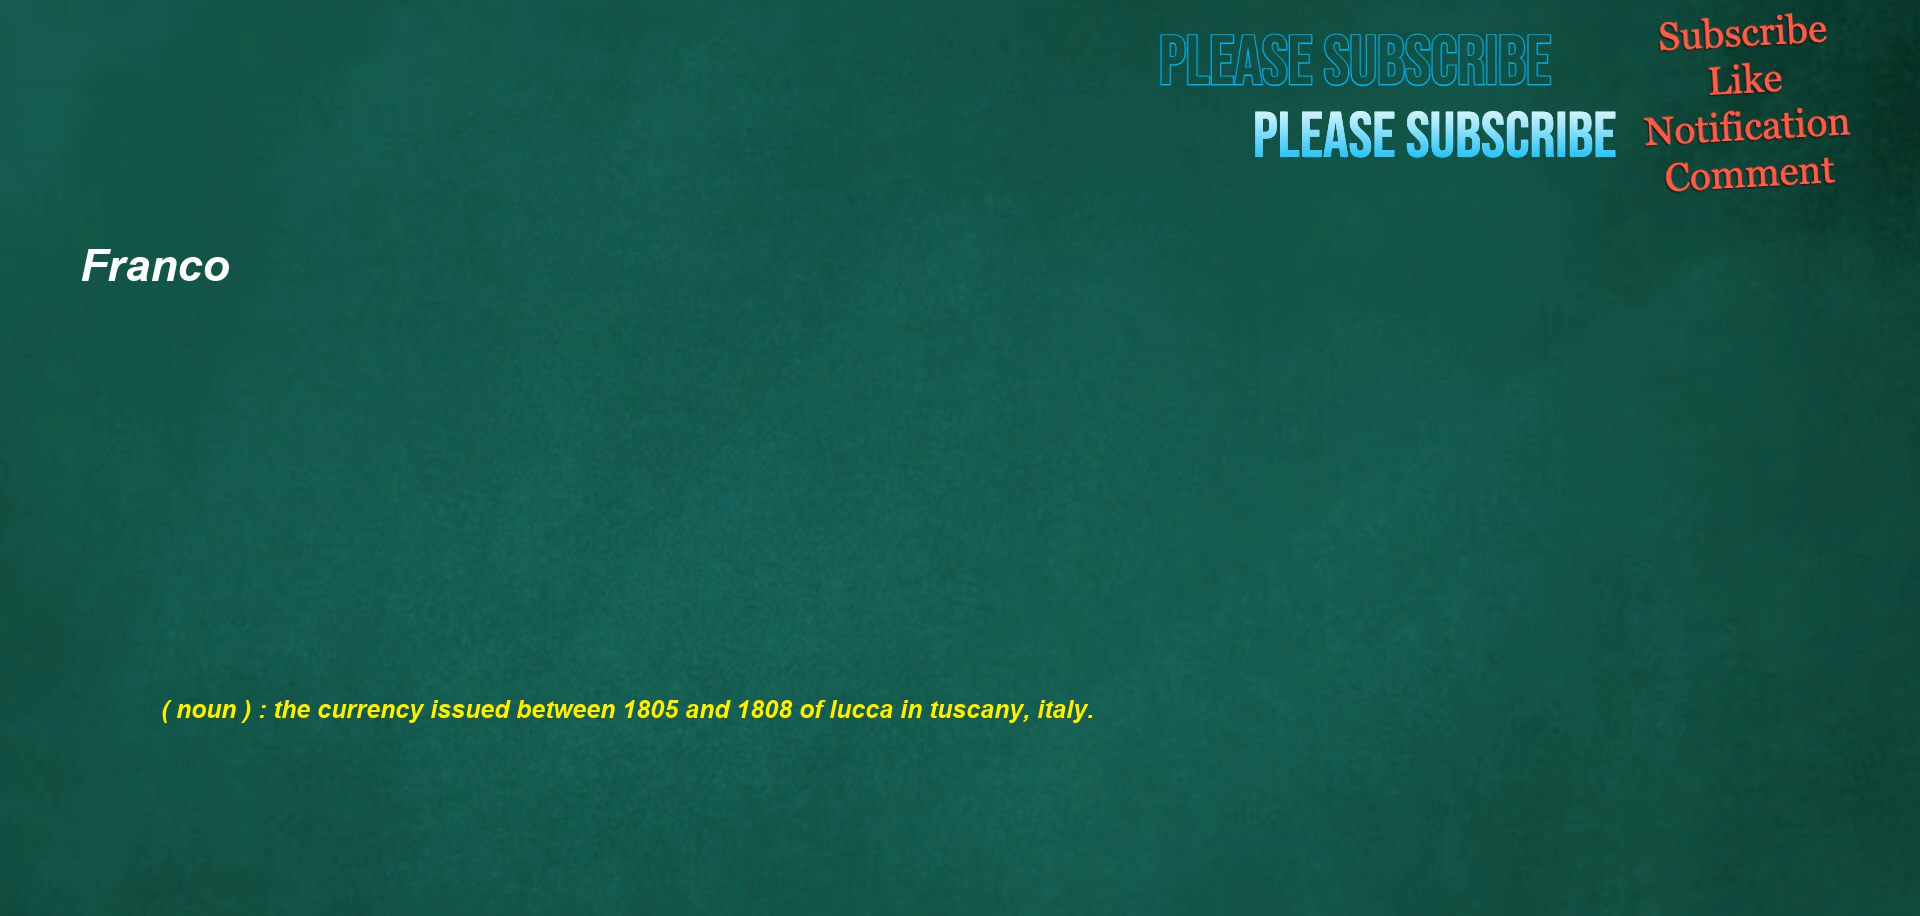 PLEASE SUBSCRIBE
PLEASE SUBSCRIBE
Subscribe
Like
Notification
Comment
Franco
( noun ) : the currency issued between 1805 and 1808 of lucca in tuscany, italy.